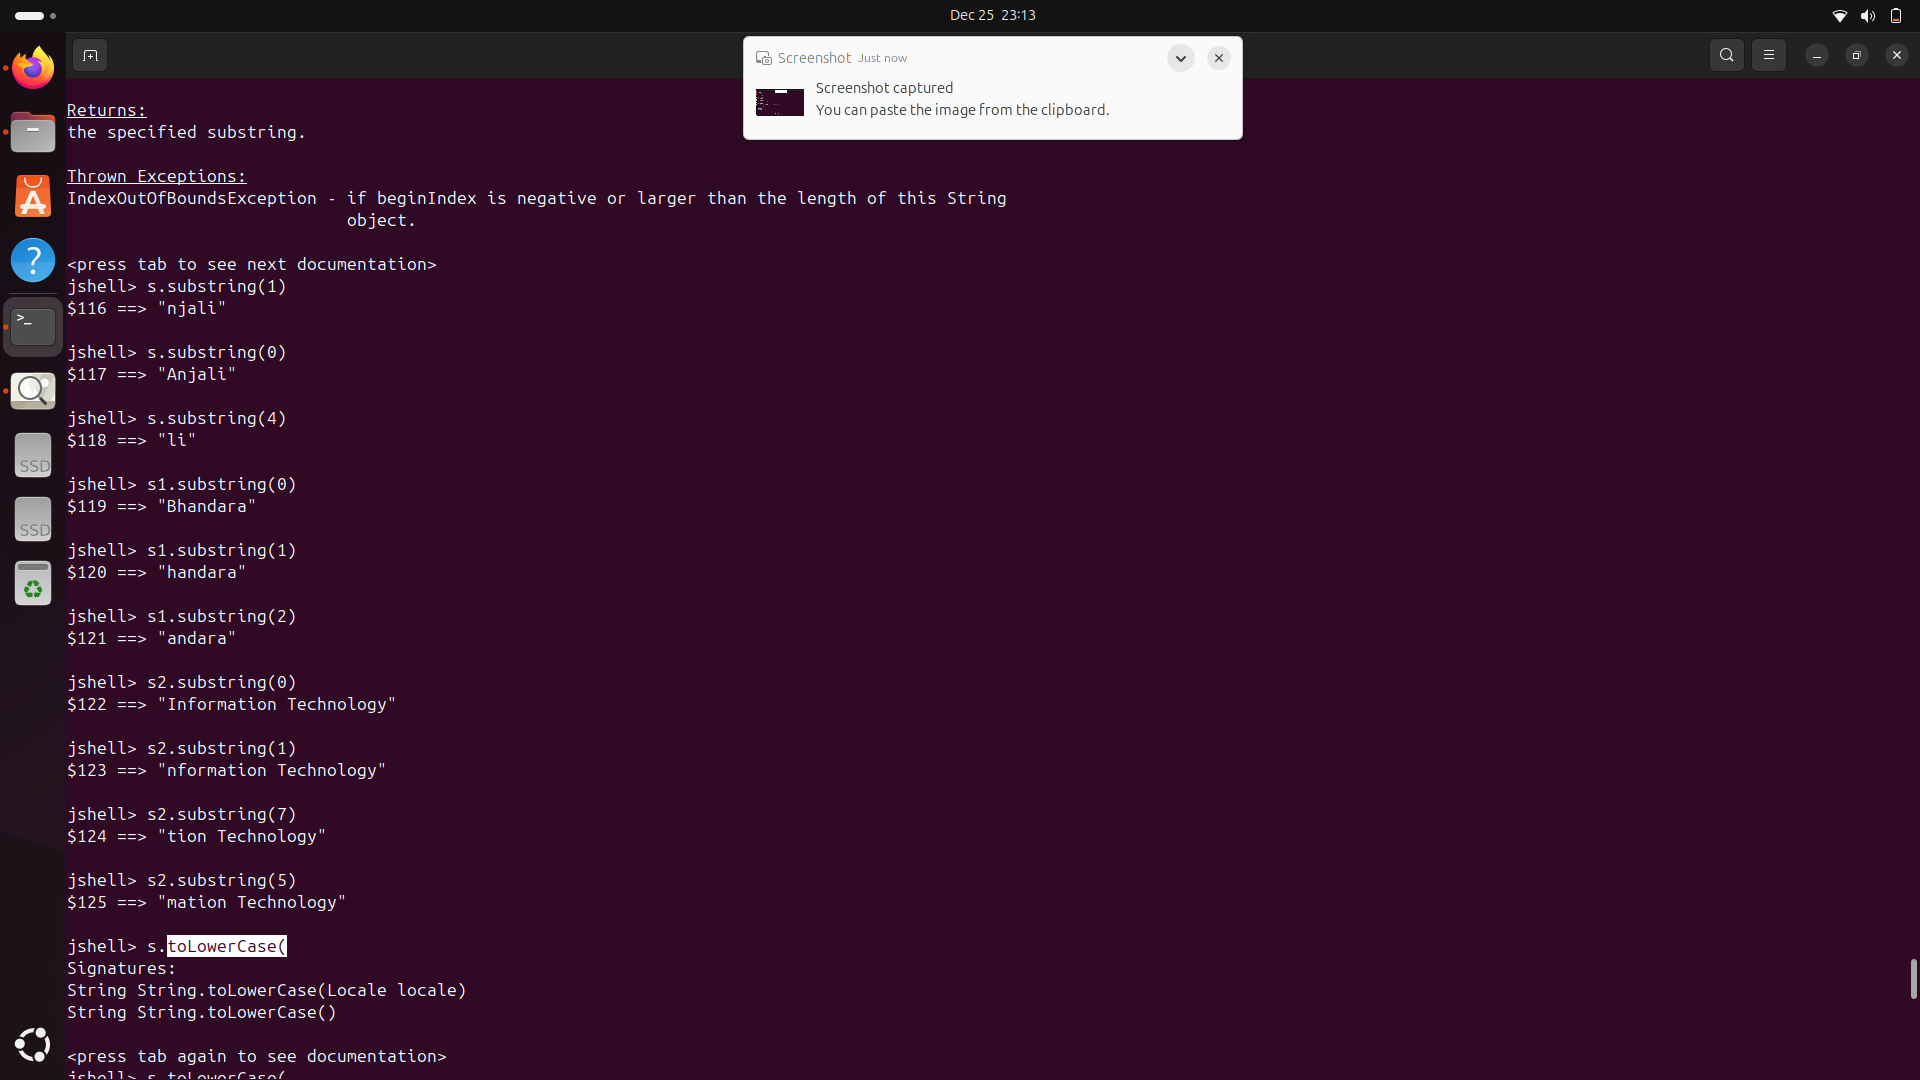 Dec 25 23:13
Screenshot Just now
Screenshot captured
You can paste the image from the clipboard.
Returns:
the specified substring.
Thrown Exceptions:
IndexOutOfBoundsException - if beginIndex is negative or larger than the length of this String
object.
<press tab to see next documentation>
jshell> s.substring(1)
$116 ==> "njali"
jshell> s.substring(0)
$117 ==> "Anjali"
jshell> s.substring(4)
$118 ==> "li"
jshell> s1.substring(0)
$119 ==> "Bhandara"
jshell> s1.substring(1)
$120 ==> "handara"
jshell> s1.substring(2)
$121 ==> "andara"
jshell> s2.substring(0)
$122 ==> "Information Technology"
jshell> s2.substring(1)
$123 ==> "nformation Technology"
jshell> s2.substring(7)
$124 ==> "tion Technology"
jshell> s2.substring(5)
$125 ==> "mation Technology"
jshell> s.toLowerCase(
Signatures:
String String.toLowerCase(Locale locale)
String String.toLowerCase()
<press tab again to see documentation>
jshell> s.toLowerCase(
SSD
SSD